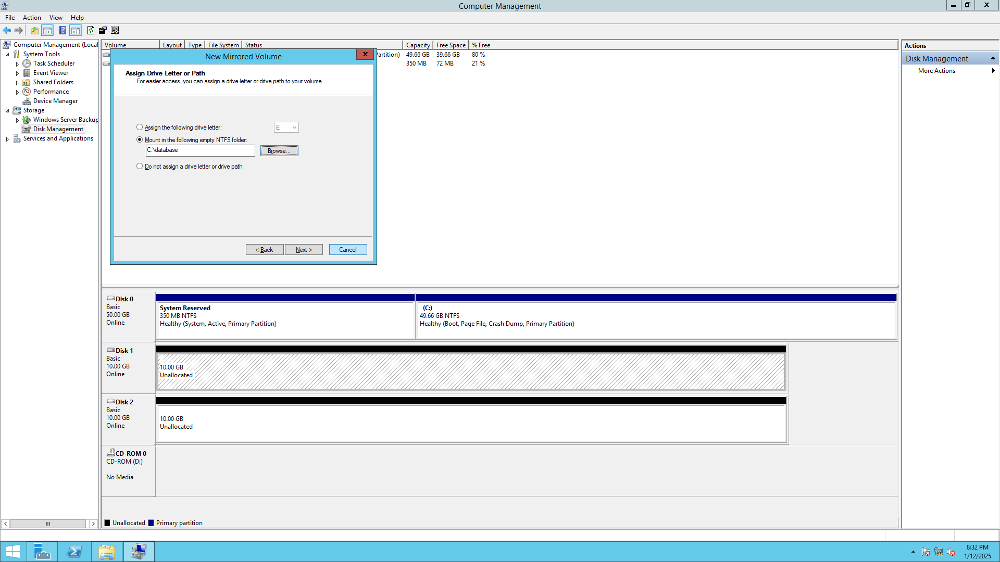 Computer Management
File Action View Help
Computer Management (Local
System Tools
Task Scheduler
Event Viewer
Shared Folders
Performance
Device Manager
Storage
Windows Server Backup
Disk Management
Services and Applications
Volume Layout Type File System Status Capacity Free Space % Free
artition) 49.66 GB 39.66 GB 80 %
350 MB 72 MB 21 %
New Mirrored Volume
Assign Drive Letter or Path
For easier access, you can assign a drive letter or drive path to your volume.
Assign the following drive letter: E
Mount in the following empty NTFS folder:
C:\database Browse...
Do not assign a drive letter or drive path
< Back Next > Cancel
Actions
Disk Management
More Actions
Disk 0
Basic
50.00 GB
Online
System Reserved
350 MB NTFS
Healthy (System, Active, Primary Partition)
(C:)
49.66 GB NTFS
Healthy (Boot, Page File, Crash Dump, Primary Partition)
Disk 1
Basic
10.00 GB
Online
10.00 GB
Unallocated
Disk 2
Basic
10.00 GB
Online
10.00 GB
Unallocated
CD-ROM 0
CD-ROM (D:)
No Media
Unallocated Primary partition
8:32 PM
1/12/2025